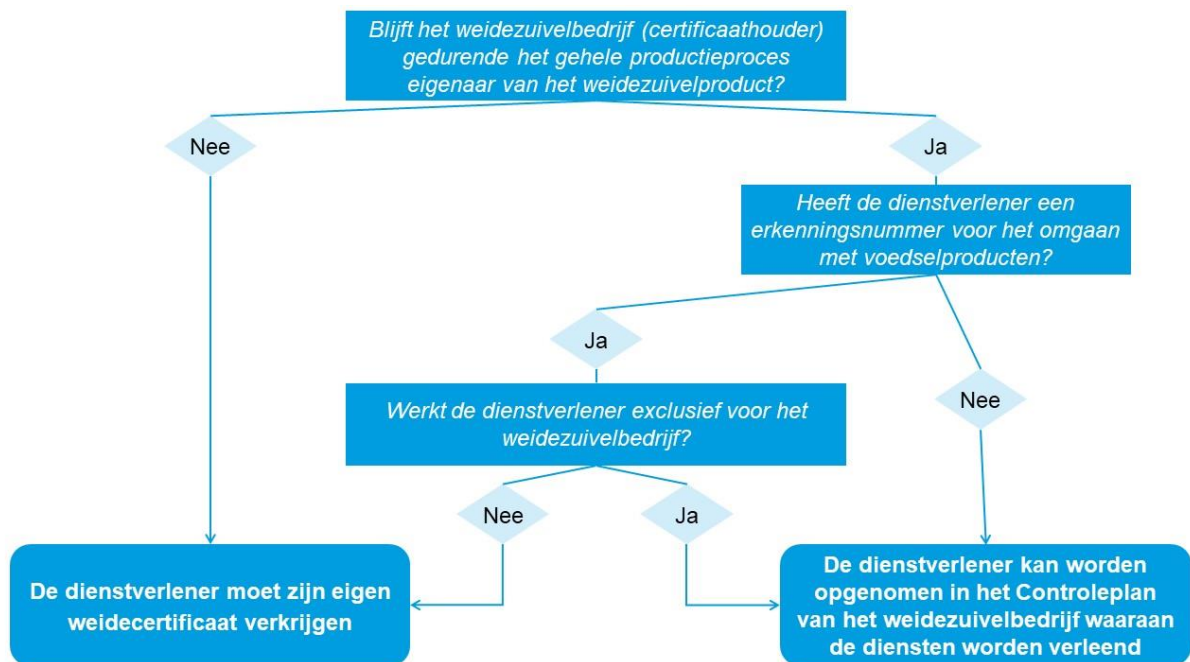 Blijft het weidezuivelbedrijf (certificaathouder)
gedurende het gehele productieproces
eigenaar van het weidezuivelproduct?
Nee
Ja
Heeft de dienstverlener een
erkenningsnummer voor het omgaan
met voedselproducten?
Ja
Nee
Werkt de dienstverlener exclusief voor het
weidezuivelbedrijf?
Nee
Ja
De dienstverlener moet zijn eigen
weidecertificaat verkrijgen
De dienstverlener kan worden
opgenomen in het Controleplan
van het weidezuivelbedrijf waaraan
de diensten worden verleend